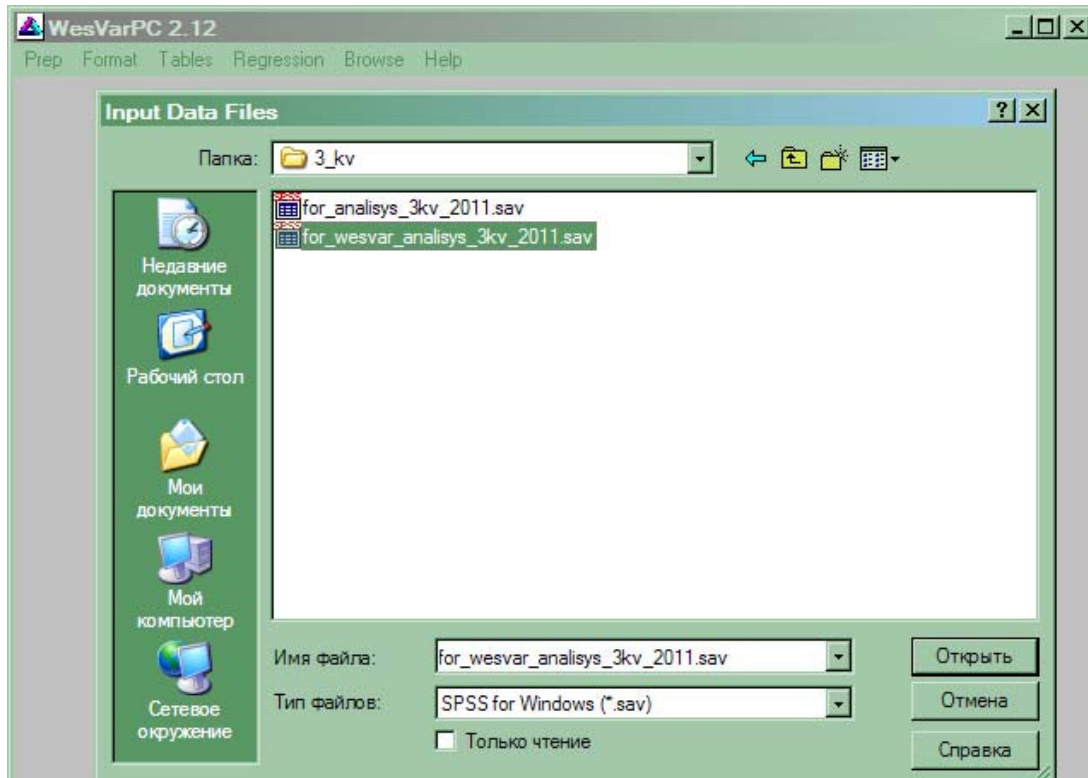 WesVarPC 2.12
Prep Format Tables Regression Browse Help
Input Data Files
Папка: 3_kv
for_analisys_3kv_2011.sav
for_wesvar_analisys_3kv_2011.sav
Недавние
документы
Рабочий стол
Мои
документы
Мой
компьютер
Сетевое
окружение
Имя файла: for_wesvar_analisys_3kv_2011.sav Открыть
Тип файлов: SPSS for Windows (*.sav) Отмена
Только чтение Справка